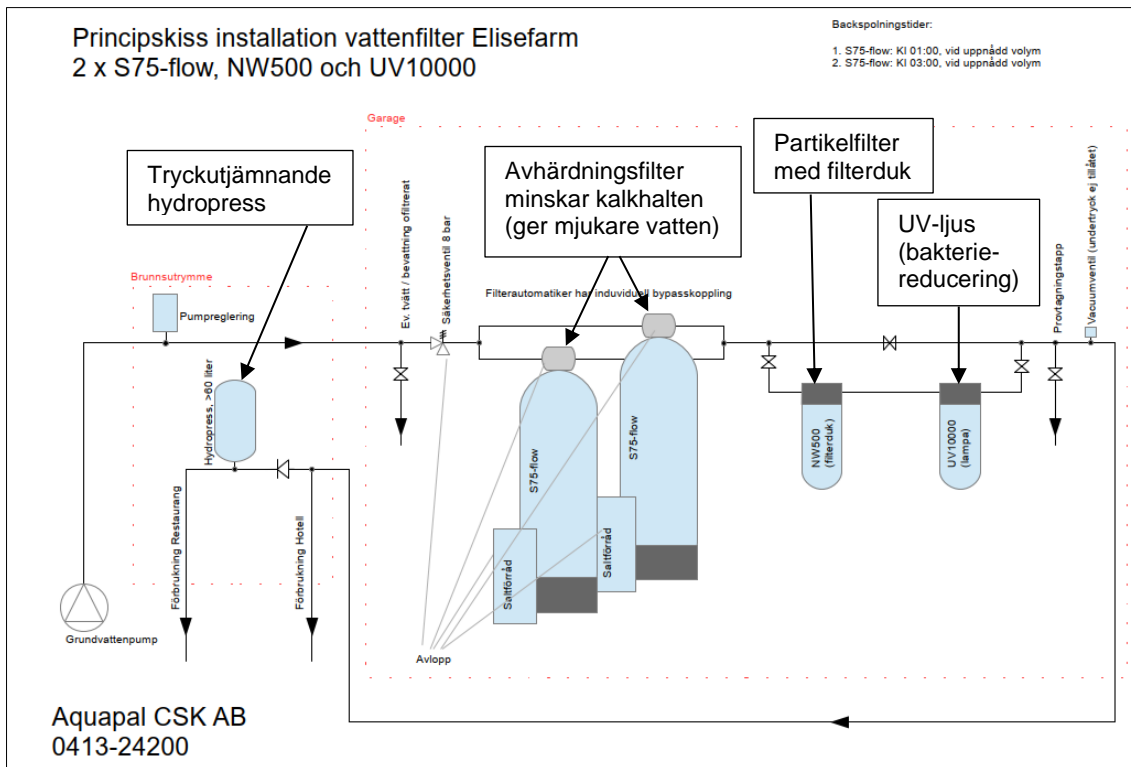 Principskiss installation vattenfilter Elisefarm
2 x S75-flow, NW500 och UV10000
Backspolningstider:
1. S75-flow: Kl 01:00, vid uppnådd volym
2. S75-flow: Kl 03:00, vid uppnådd volym
Garage
Tryckutjämnande
hydropress
Avhärdningsfilter
minskar kalkhalten
(ger mjukare vatten)
Partikelfilter
med filterduk
UV-ljus
(bakterie-
reducering)
Brunnsutrymme
Pumpreglering
Hydropress, >60 liter
Ev. tvätt / bevattning ofiltrerat
Säkerhetsventil 8 bar
Filterautomatiker har induviduell bypasskoppling
Provtagningstapp
Vacuumventil (undertryck ej tillåtet)
S75-flow
S75-flow
NW500
(filterduk)
UV10000
(lampa)
Saltförråd
Saltförråd
Förbrukning Restaurang
Förbrukning Hotell
Grundvattenpump
Avlopp
Aquapal CSK AB
0413-24200